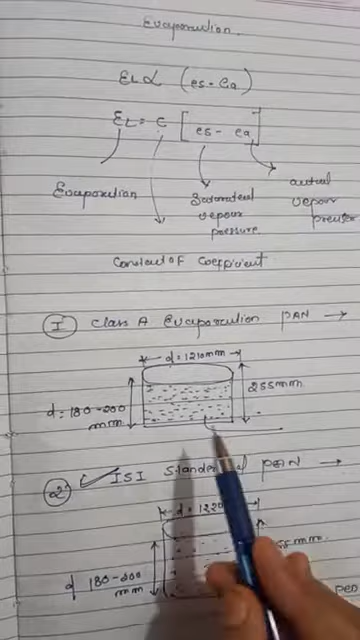 Evaporation.
EL α (es - ea)
EL = c [es - ea]
Evaporation
Saturated vapour pressure
actual vapour
Constant of Coefficient
I Class A Evaporation PAN →
d = 1210mm
255mm
d = 180-200 mm
2 ISI Standard PAN →
d = 1220
d 180-200 mm